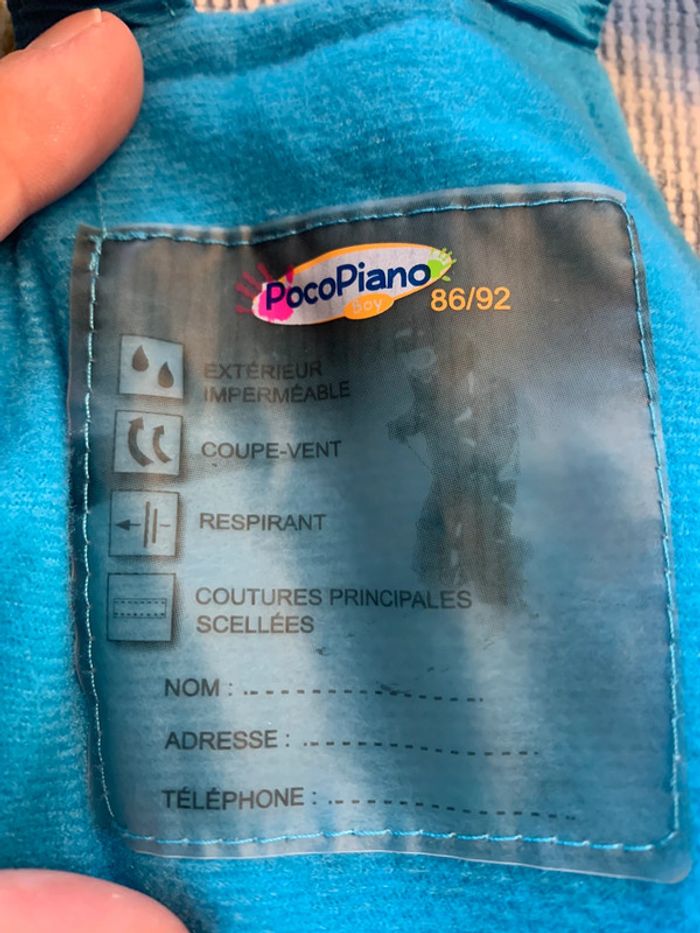 PocoPiano
Boy
86/92
EXTÉRIEUR
IMPERMÉABLE
COUPE-VENT
RESPIRANT
COUTURES PRINCIPALES
SCELLÉES
NOM :
ADRESSE :
TÉLÉPHONE :